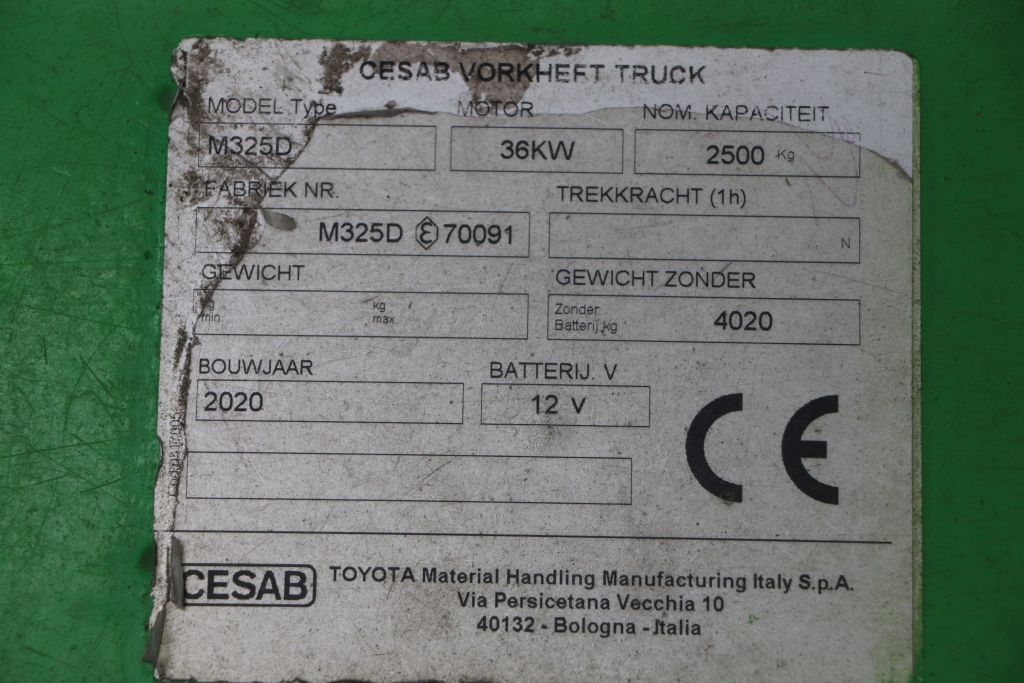 CESAB VORKHEFT TRUCK
MODEL Type MOTOR NOM. KAPACITEIT
M325D 36KW 2500 Kg
FABRIEK NR. TREKKRACHT (1h)
M325D Ɛ 70091 N
GEWICHT GEWICHT ZONDER
kg min. kg max. Zonder Batterij kg 4020
BOUWJAAR BATTERIJ. V
2020 12 V
CE
CESAB TOYOTA Material Handling Manufacturing Italy S.p.A.
Via Persicetana Vecchia 10
40132 - Bologna - Italia